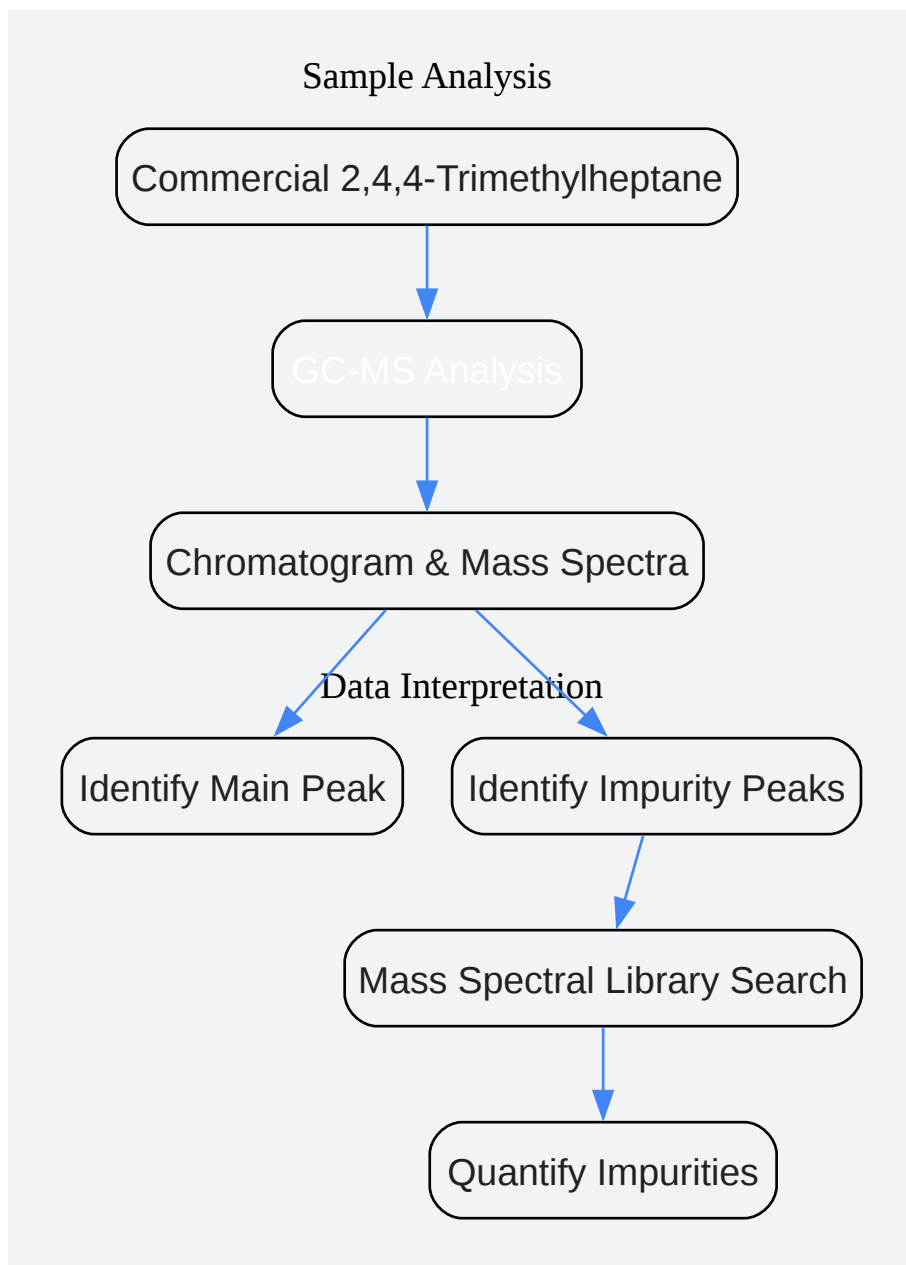 Sample Analysis
Commercial 2,4,4-Trimethylheptane
GC-MS Analysis
Chromatogram & Mass Spectra
Data Interpretation
Identify Main Peak
Identify Impurity Peaks
Mass Spectral Library Search
Quantify Impurities